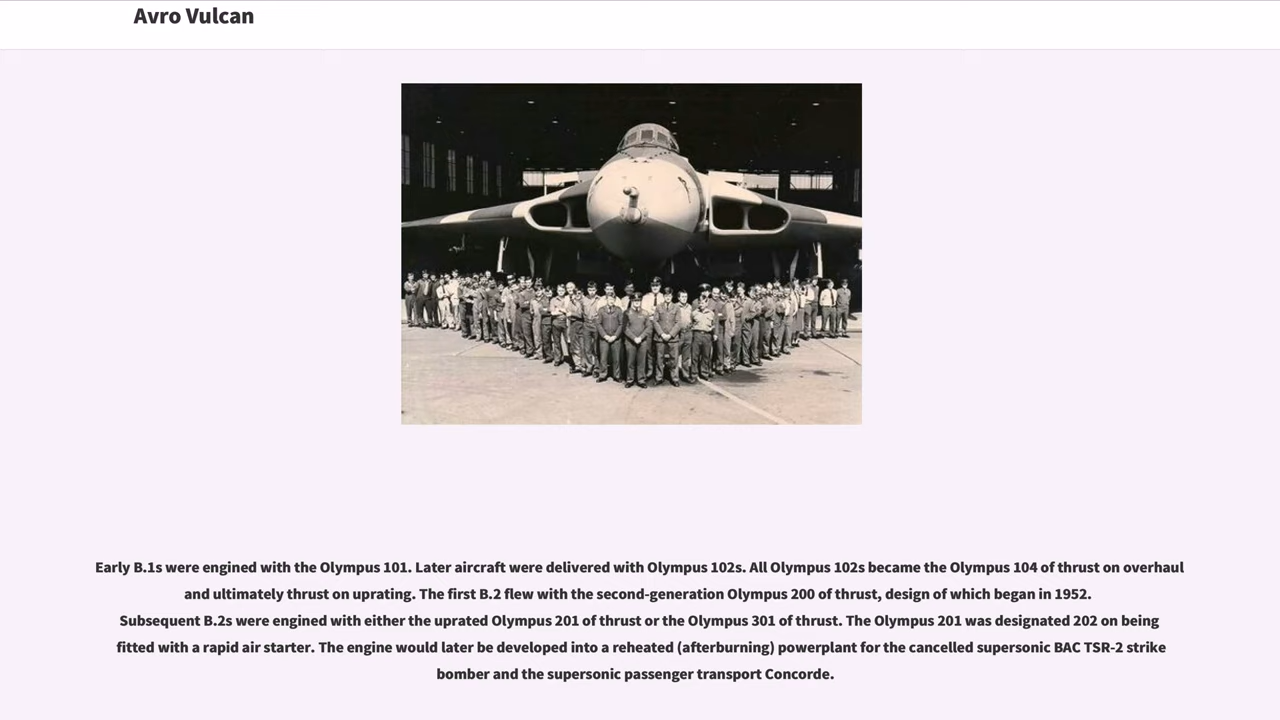 Avro Vulcan
Early B.1s were engined with the Olympus 101. Later aircraft were delivered with Olympus 102s. All Olympus 102s became the Olympus 104 of thrust on overhaul
and ultimately thrust on uprating. The first B.2 flew with the second-generation Olympus 200 of thrust, design of which began in 1952.
Subsequent B.2s were engined with either the uprated Olympus 201 of thrust or the Olympus 301 of thrust. The Olympus 201 was designated 202 on being
fitted with a rapid air starter. The engine would later be developed into a reheated (afterburning) powerplant for the cancelled supersonic BAC TSR-2 strike
bomber and the supersonic passenger transport Concorde.